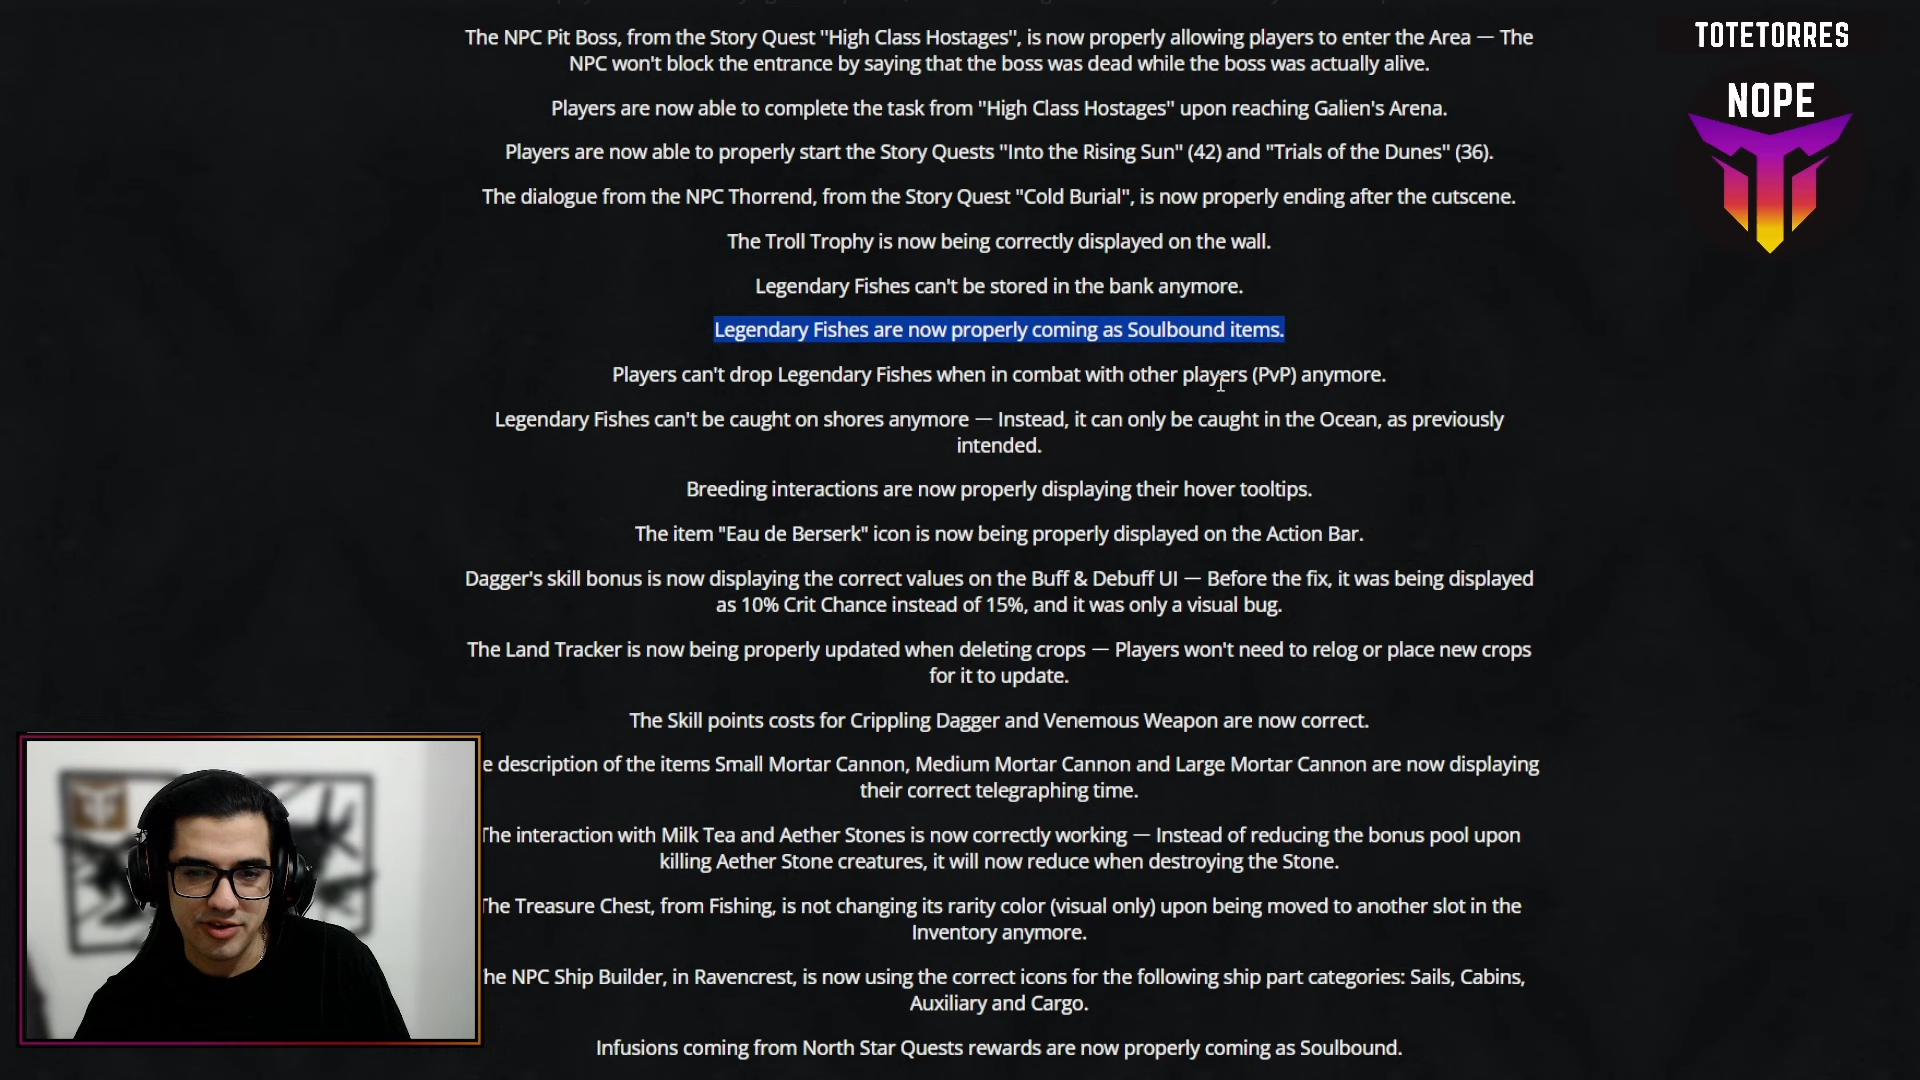 The NPC Pit Boss, from the Story Quest "High Class Hostages", is now properly allowing players to enter the Area — The
NPC won't block the entrance by saying that the boss was dead while the boss was actually alive.
Players are now able to complete the task from "High Class Hostages" upon reaching Galien's Arena.
Players are now able to properly start the Story Quests "Into the Rising Sun" (42) and "Trials of the Dunes" (36).
The dialogue from the NPC Thorrend, from the Story Quest "Cold Burial", is now properly ending after the cutscene.
The Troll Trophy is now being correctly displayed on the wall.
Legendary Fishes can't be stored in the bank anymore.
Legendary Fishes are now properly coming as Soulbound items.
Players can't drop Legendary Fishes when in combat with other players (PvP) anymore.
Legendary Fishes can't be caught on shores anymore — Instead, it can only be caught in the Ocean, as previously
intended.
Breeding interactions are now properly displaying their hover tooltips.
The item "Eau de Berserk" icon is now being properly displayed on the Action Bar.
Dagger's skill bonus is now displaying the correct values on the Buff & Debuff UI — Before the fix, it was being displayed
as 10% Crit Chance instead of 15%, and it was only a visual bug.
The Land Tracker is now being properly updated when deleting crops — Players won't need to relog or place new crops
for it to update.
The Skill points costs for Crippling Dagger and Venemous Weapon are now correct.
e description of the items Small Mortar Cannon, Medium Mortar Cannon and Large Mortar Cannon are now displaying
their correct telegraphing time.
The interaction with Milk Tea and Aether Stones is now correctly working — Instead of reducing the bonus pool upon
killing Aether Stone creatures, it will now reduce when destroying the Stone.
The Treasure Chest, from Fishing, is not changing its rarity color (visual only) upon being moved to another slot in the
Inventory anymore.
he NPC Ship Builder, in Ravencrest, is now using the correct icons for the following ship part categories: Sails, Cabins,
Auxiliary and Cargo.
Infusions coming from North Star Quests rewards are now properly coming as Soulbound.
TOTETORRES
NOPE